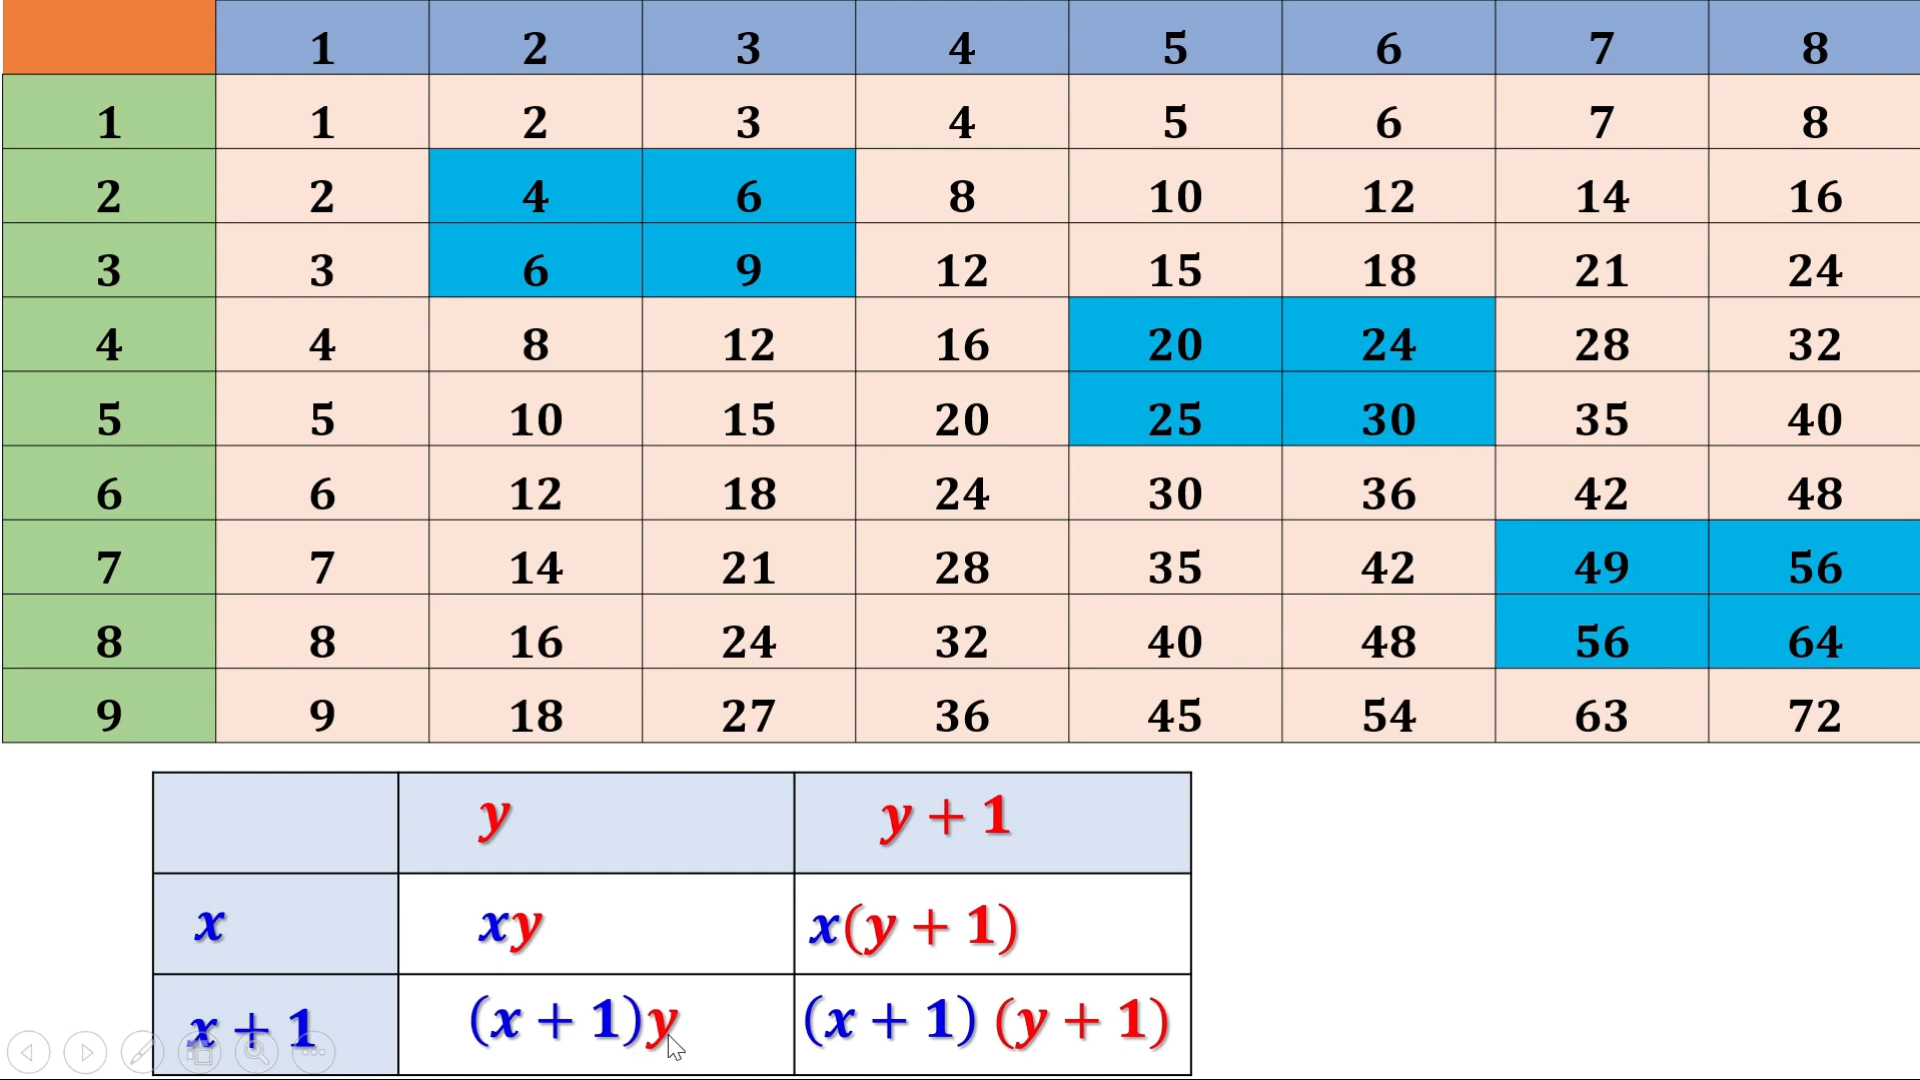 1 2 3 4 5 6 7 8
1 1 2 3 4 5 6 7 8
2 2 4 6 8 10 12 14 16
3 3 6 9 12 15 18 21 24
4 4 8 12 16 20 24 28 32
5 5 10 15 20 25 30 35 40
6 6 12 18 24 30 36 42 48
7 7 14 21 28 35 42 49 56
8 8 16 24 32 40 48 56 64
9 9 18 27 36 45 54 63 72
y y + 1
x xy x(y + 1)
x + 1 (x + 1)y (x + 1) (y + 1)